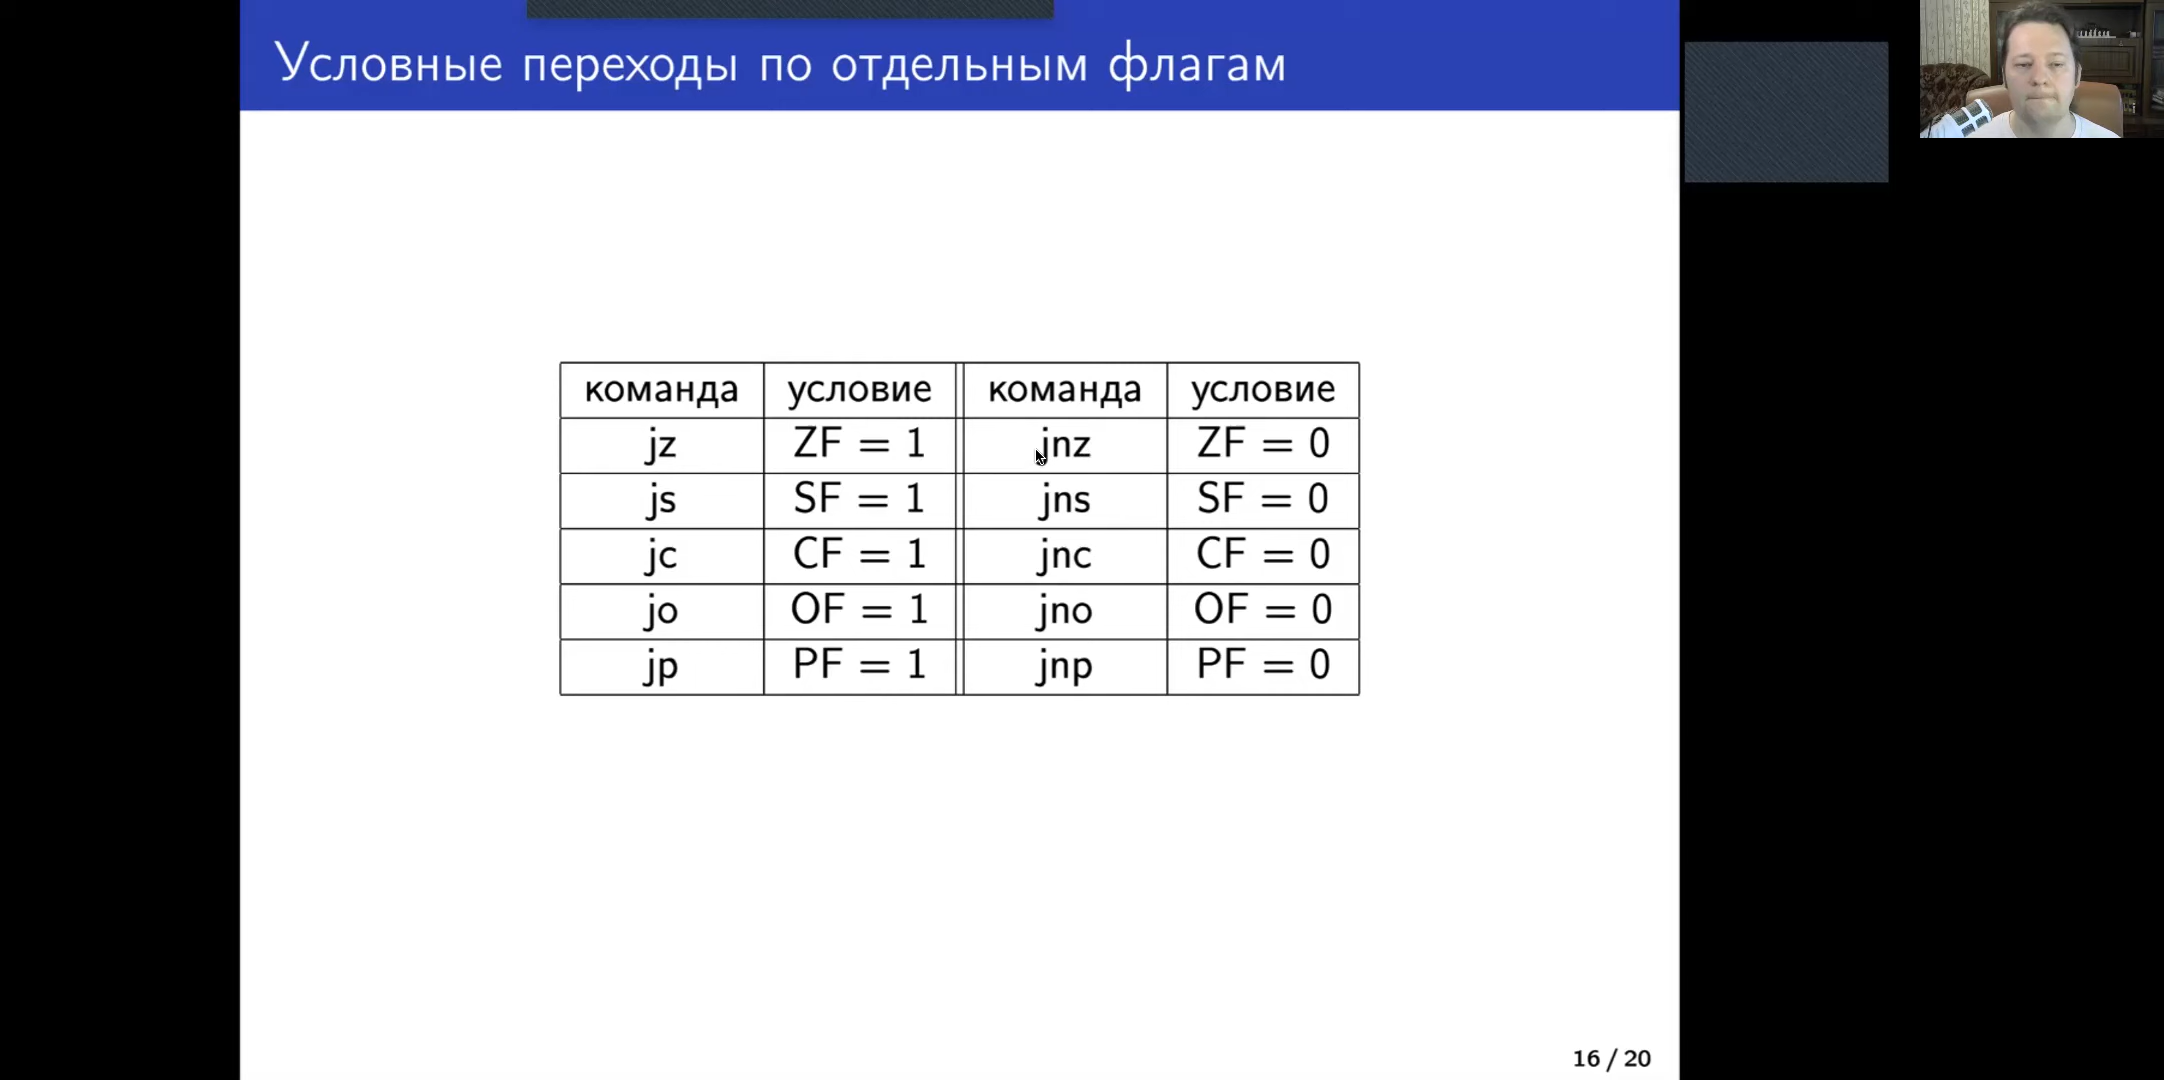 Условные переходы по отдельным флагам
команда условие команда условие
jz ZF = 1 jnz ZF = 0
js SF = 1 jns SF = 0
jc CF = 1 jnc CF = 0
jo OF = 1 jno OF = 0
jp PF = 1 jnp PF = 0
16 / 20